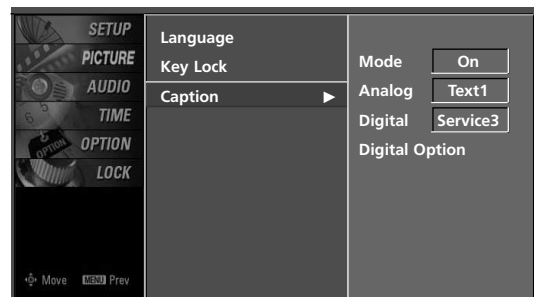 SETUP
PICTURE
AUDIO
TIME
OPTION
LOCK
Move MENU Prev
Language
Key Lock
Caption ►
Mode On
Analog Text1
Digital Service3
Digital Option